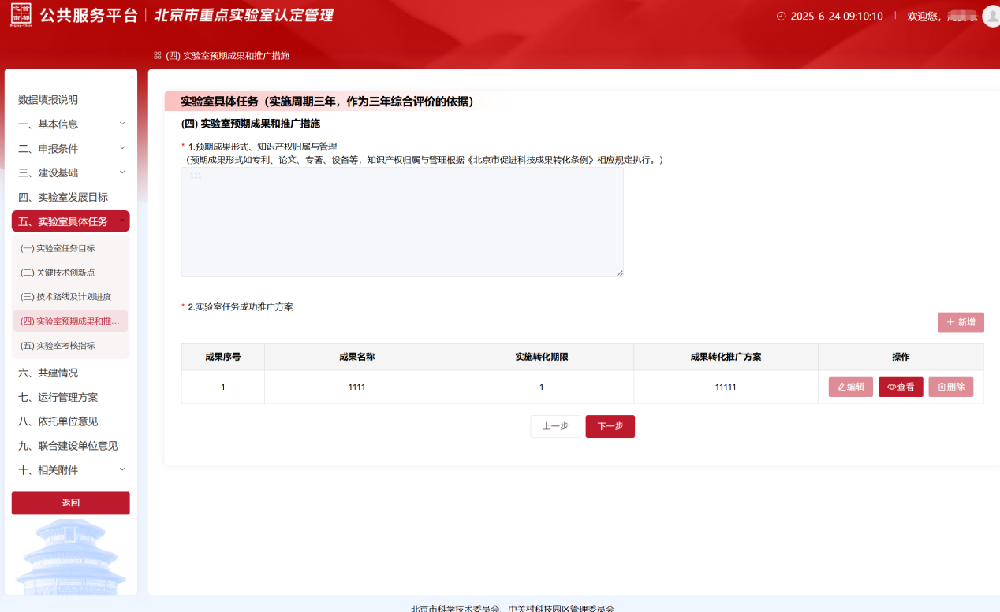 首都之窗
Beijing-China
公共服务平台
北京市重点实验室认定管理
2025-6-24 09:10:10
欢迎您，
(四) 实验室预期成果和推广措施
数据填报说明
一、基本信息
二、申报条件
三、建设基础
四、实验室发展目标
五、实验室具体任务
(一) 实验室任务目标
(二) 关键技术创新点
(三) 技术路线及计划进度
(四) 实验室预期成果和推...
(五) 实验室考核指标
六、共建情况
七、运行管理方案
八、依托单位意见
九、联合建设单位意见
十、相关附件
返回
实验室具体任务（实施周期三年，作为三年综合评价的依据）
(四) 实验室预期成果和推广措施
* 1.预期成果形式、知识产权归属与管理
（预期成果形式如专利、论文、专著、设备等，知识产权归属与管理根据《北京市促进科技成果转化条例》相应规定执行。）
111
* 2.实验室任务成功推广方案
+ 新增
成果序号 成果名称 实施转化期限 成果转化推广方案 操作
1 1111 1 11111 编辑 查看 删除
上一步 下一步
北京市科学技术委员会、中关村科技园区管理委员会